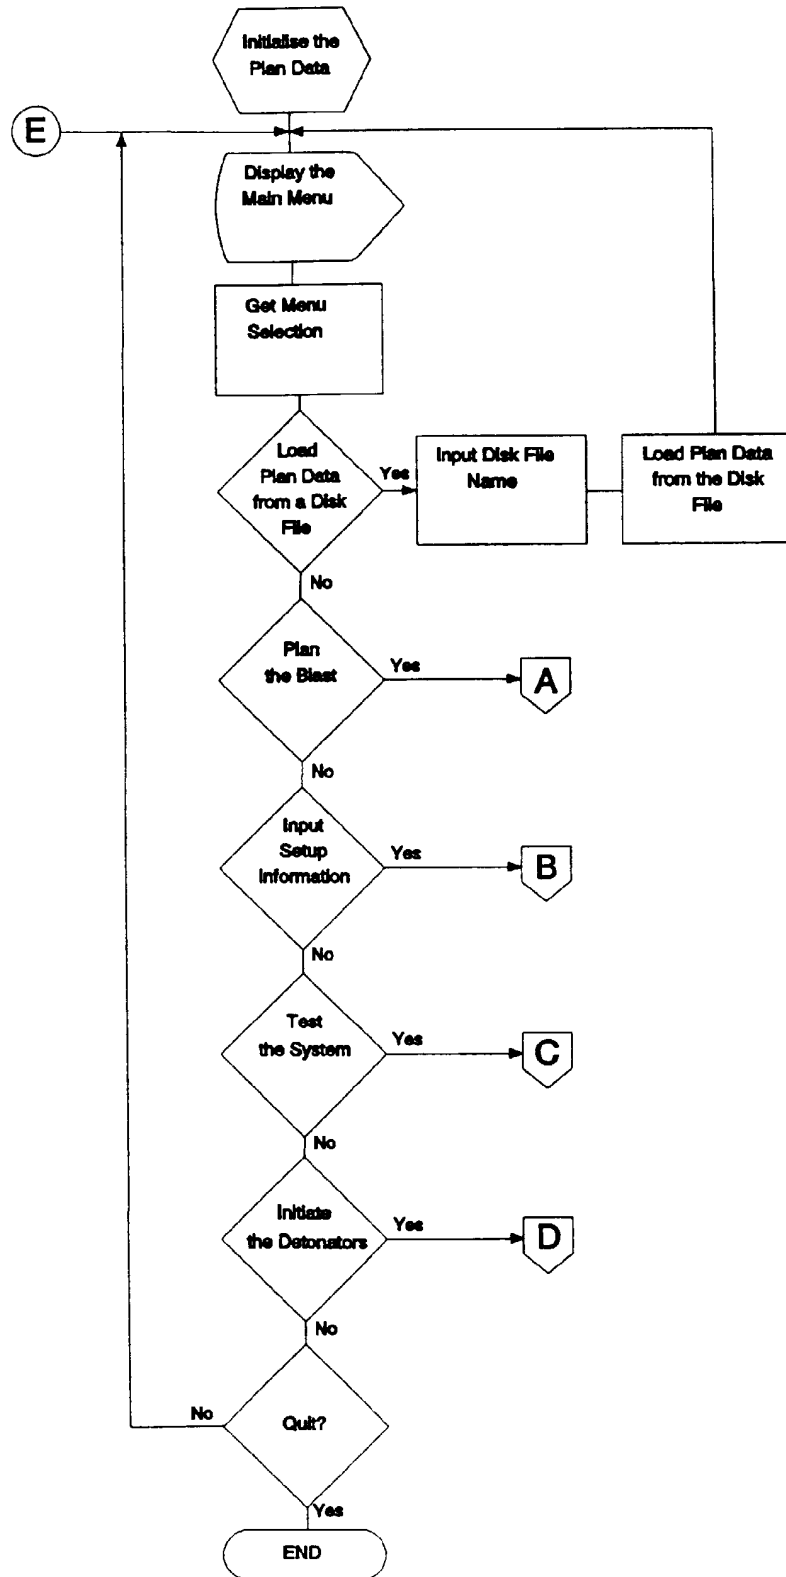 Initialise the
Plan Data
E
Display the
Main Menu
Get Menu
Selection
Load
Plan Data
from a Disk
File
Yes
Input Disk File
Name
Load Plan Data
from the Disk
File
No
Plan
the Blast
Yes
A
No
Input
Setup
Information
Yes
B
No
Test
the System
Yes
C
No
Initiate
the Detonators
Yes
D
No
Quit?
No
Yes
END